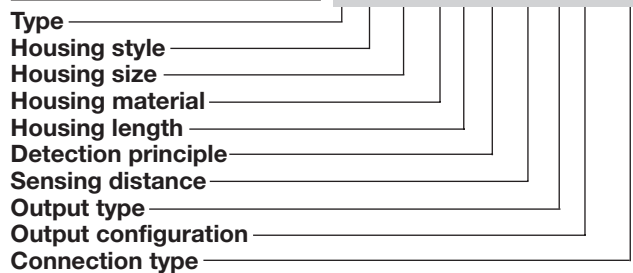 Type
Housing style
Housing size
Housing material
Housing length
Detection principle
Sensing distance
Output type
Output configuration
Connection type